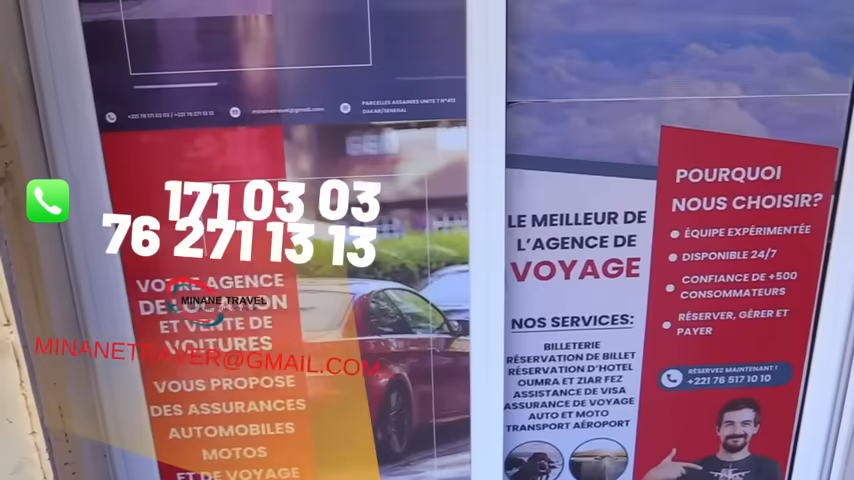 +221 76 171 03 03 / +221 76 271 13 13
minanetravel@gmail.com
PARCELLES ASSAINIES UNITE 7 N°412
DAKAR/SENEGAL
171 03 03
76 271 13 13
VOTRE AGENCE
DE LOCATION
MINANE TRAVEL
ET VENTE DE
VOITURES
MINANETRAVER@GMAIL.COM
VOUS PROPOSE
DES ASSURANCES
AUTOMOBILES
MOTOS
ET DE VOYAGE
LE MEILLEUR DE
L'AGENCE DE
VOYAGE
NOS SERVICES:
BILLETERIE
RÉSERVATION DE BILLET
RÉSERVATION D'HOTEL
OUMRA ET ZIAR FEZ
ASSISTANCE DE VISA
ASSURANCE DE VOYAGE
AUTO ET MOTO
TRANSPORT AÉROPORT
POURQUOI
NOUS CHOISIR?
ÉQUIPE EXPÉRIMENTÉE
DISPONIBLE 24/7
CONFIANCE DE +500
CONSOMMATEURS
RÉSERVER, GÉRER ET
PAYER
RÉSERVEZ MAINTENANT !
+221 76 517 10 10